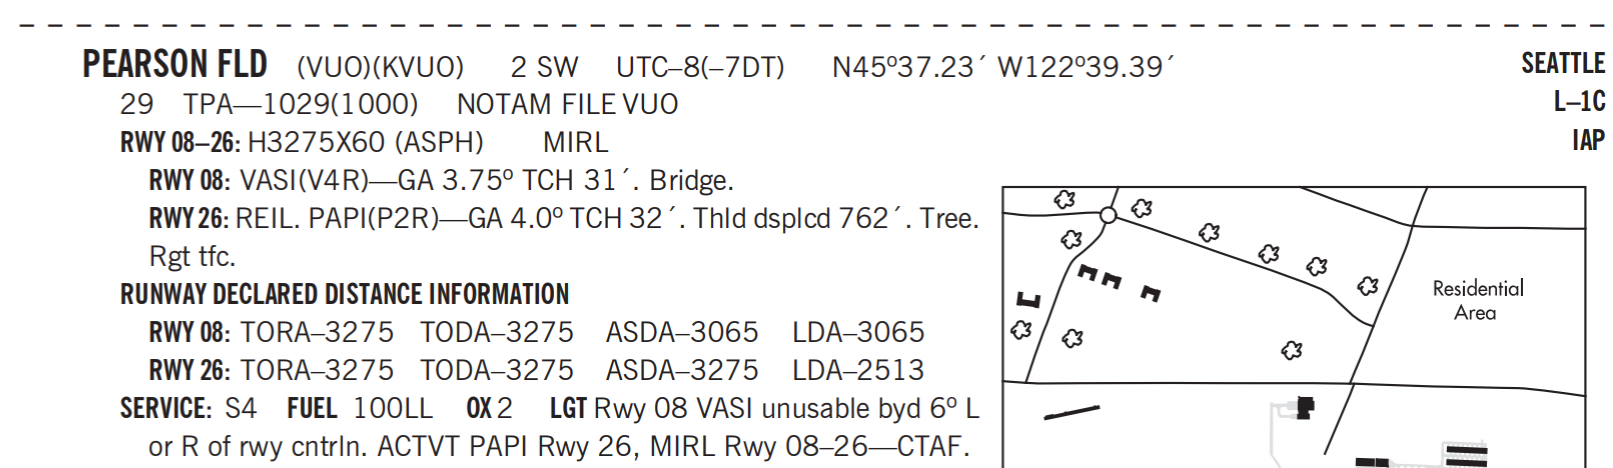 PEARSON FLD (VUO)(KVUO) 2 SW UTC–8(–7DT) N45º37.23´ W122º39.39´ SEATTLE
29 TPA—1029(1000) NOTAM FILE VUO L–1C
RWY 08–26: H3275X60 (ASPH) MIRL IAP
RWY 08: VASI(V4R)—GA 3.75º TCH 31´. Bridge.
RWY 26: REIL. PAPI(P2R)—GA 4.0º TCH 32´. Thld dsplcd 762´. Tree.
Rgt tfc.
RUNWAY DECLARED DISTANCE INFORMATION
RWY 08: TORA–3275 TODA–3275 ASDA–3065 LDA–3065
RWY 26: TORA–3275 TODA–3275 ASDA–3275 LDA–2513
SERVICE: S4 FUEL 100LL OX 2 LGT Rwy 08 VASI unusable byd 6º L
or R of rwy cntrln. ACTVT PAPI Rwy 26, MIRL Rwy 08–26—CTAF.
Residential
Area